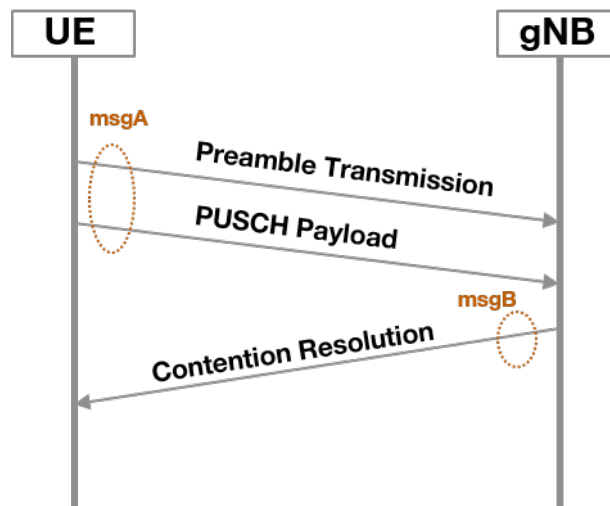 UE
gNB
msgA
Preamble Transmission
PUSCH Payload
msgB
Contention Resolution